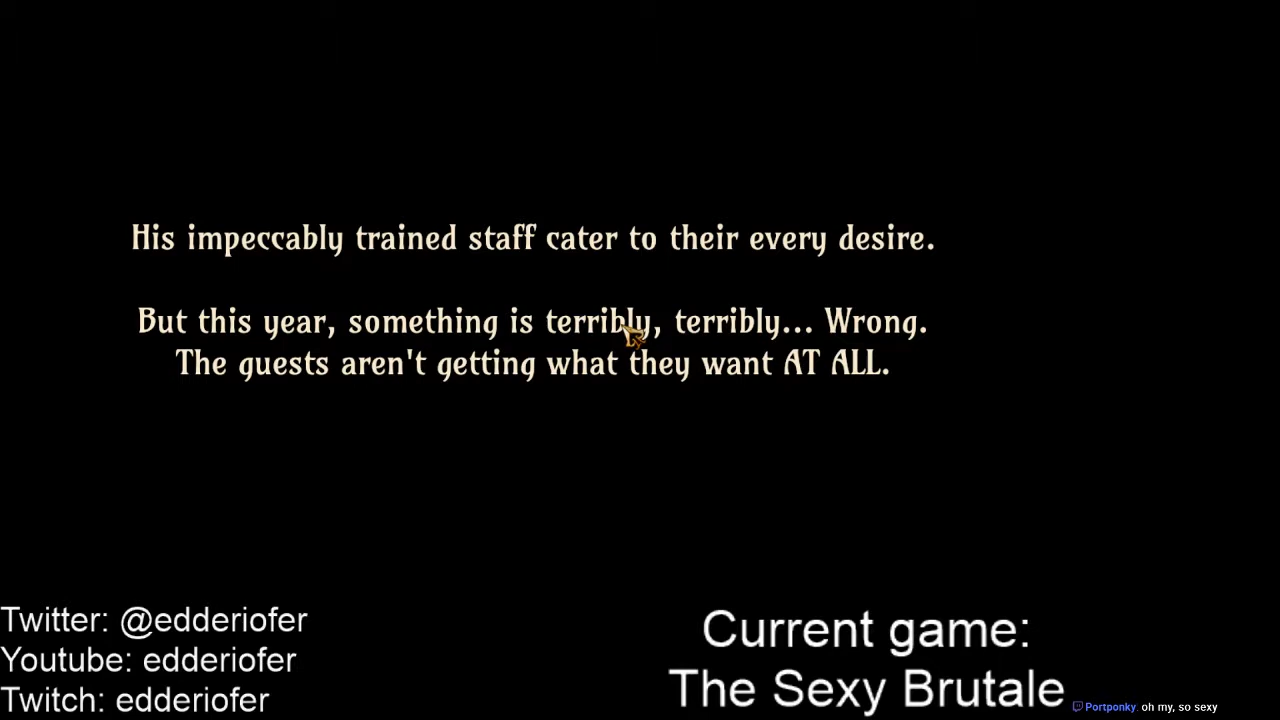 His impeccably trained staff cater to their every desire.
But this year, something is terribly, terribly... Wrong.
The guests aren't getting what they want AT ALL.
Twitter: @edderiofer
Youtube: edderiofer
Twitch: edderiofer
Current game:
The Sexy Brutale
Portponky: oh my, so sexy